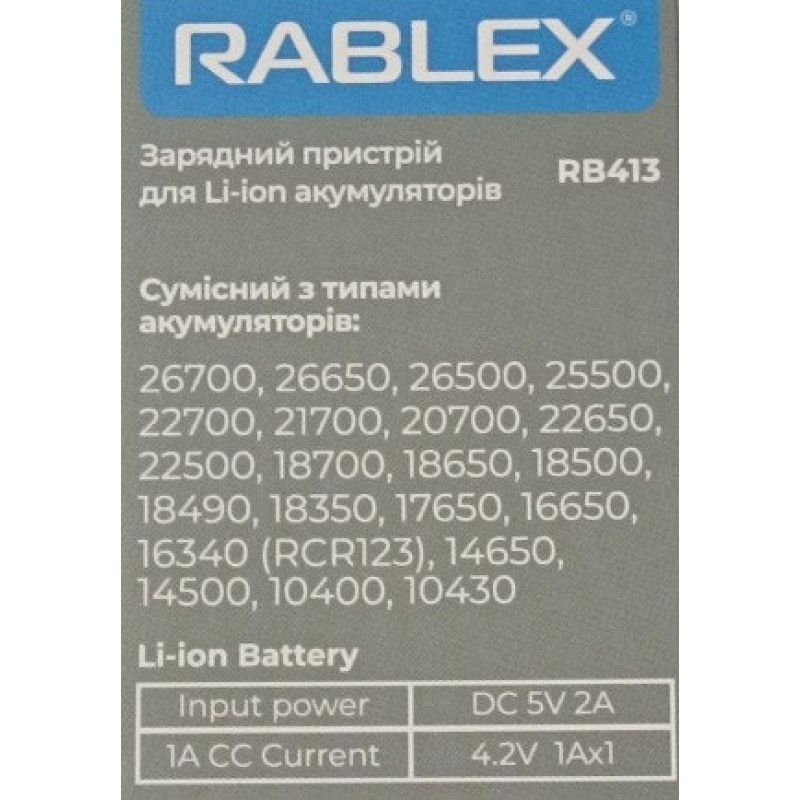 RABLEX®
Зарядний пристрій
для Li-ion акумуляторів
RB413
Сумісний з типами
акумуляторів:
26700, 26650, 26500, 25500,
22700, 21700, 20700, 22650,
22500, 18700, 18650, 18500,
18490, 18350, 17650, 16650,
16340 (RCR123), 14650,
14500, 10400, 10430
Li-ion Battery
Input power DC 5V 2A
1A CC Current 4.2V 1Ax1